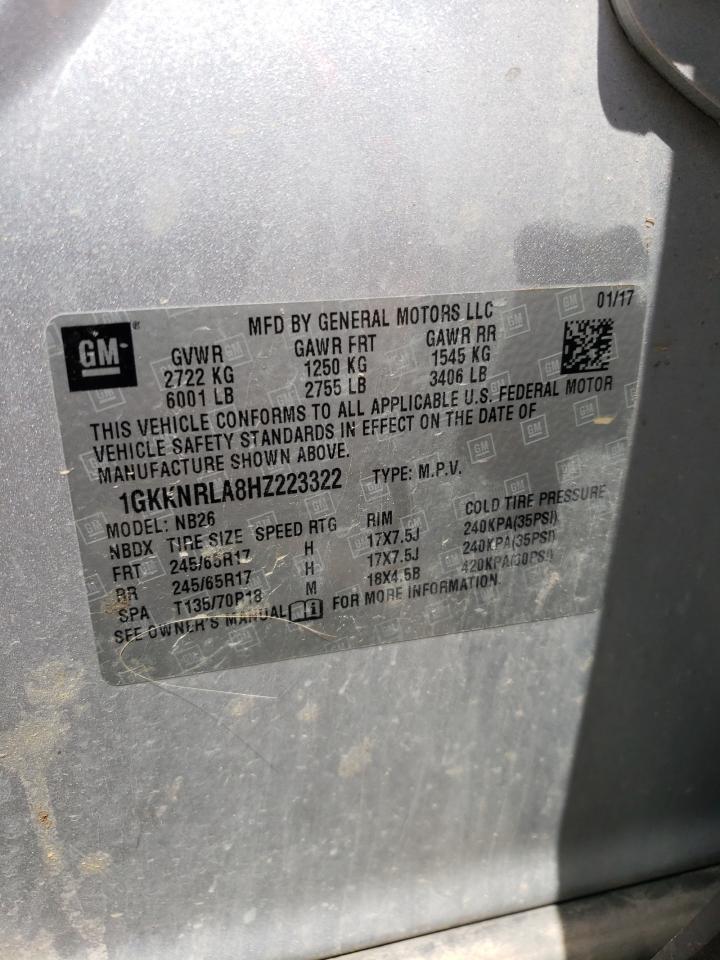 GM
MFD BY GENERAL MOTORS LLC 01/17
GVWR GAWR FRT GAWR RR
2722 KG 1250 KG 1545 KG
6001 LB 2755 LB 3406 LB
THIS VEHICLE CONFORMS TO ALL APPLICABLE U.S. FEDERAL MOTOR
VEHICLE SAFETY STANDARDS IN EFFECT ON THE DATE OF
MANUFACTURE SHOWN ABOVE.
1GKKNRLA8HZ223322 TYPE: M.P.V.
MODEL: NB26
NBDX TIRE SIZE SPEED RTG RIM COLD TIRE PRESSURE
FRT 245/65R17 H 17X7.5J 240KPA(35PSI)
RR 245/65R17 H 17X7.5J 240KPA(35PSI)
SPA T135/70P18 M 18X4.5B 420KPA(60PSI)
SEE OWNER'S MANUAL FOR MORE INFORMATION.